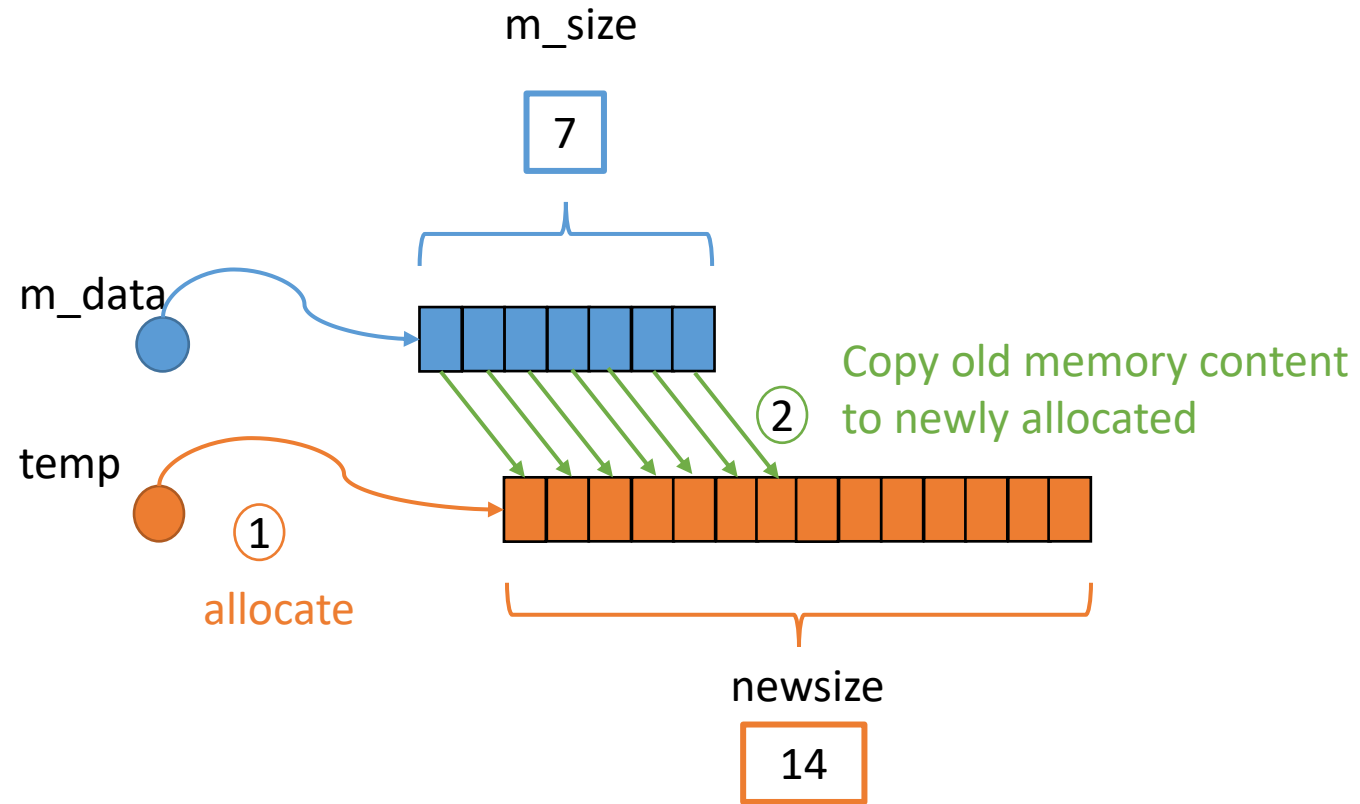 m_size
7
m_data
Copy old memory content
2
to newly allocated
temp
1
allocate
newsize
14